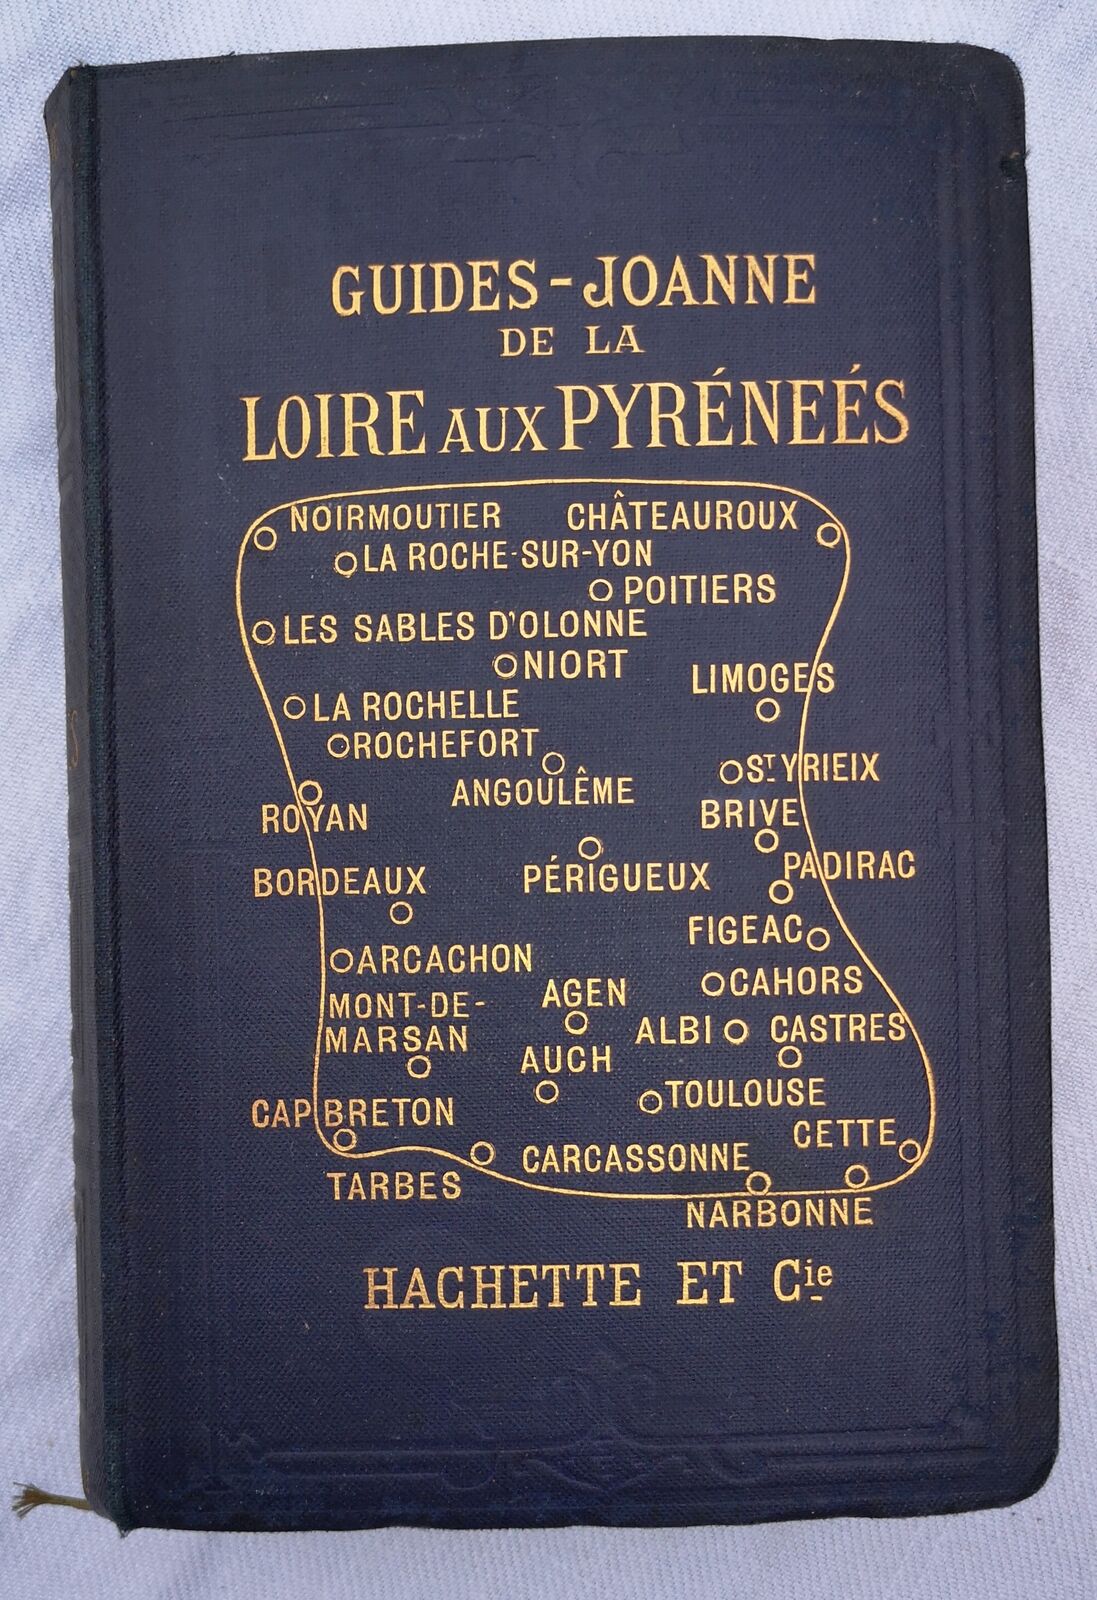 GUIDES-JOANNE
DE LA
LOIRE AUX PYRÉNEÉS
NOIRMOUTIER CHÂTEAUROUX
LA ROCHE-SUR-YON
POITIERS
LES SABLES D'OLONNE
NIORT
LIMOGES
LA ROCHELLE
ROCHEFORT
ST YRIEIX
ANGOULÊME
ROYAN
BRIVE
PADIRAC
BORDEAUX
PÉRIGUEUX
FIGEAC
ARCACHON
CAHORS
MONT-DE-
MARSAN
AGEN
ALBI
CASTRES
AUCH
TOULOUSE
CAPBRETON
CETTE
CARCASSONNE
TARBES
NARBONNE
HACHETTE ET Cie